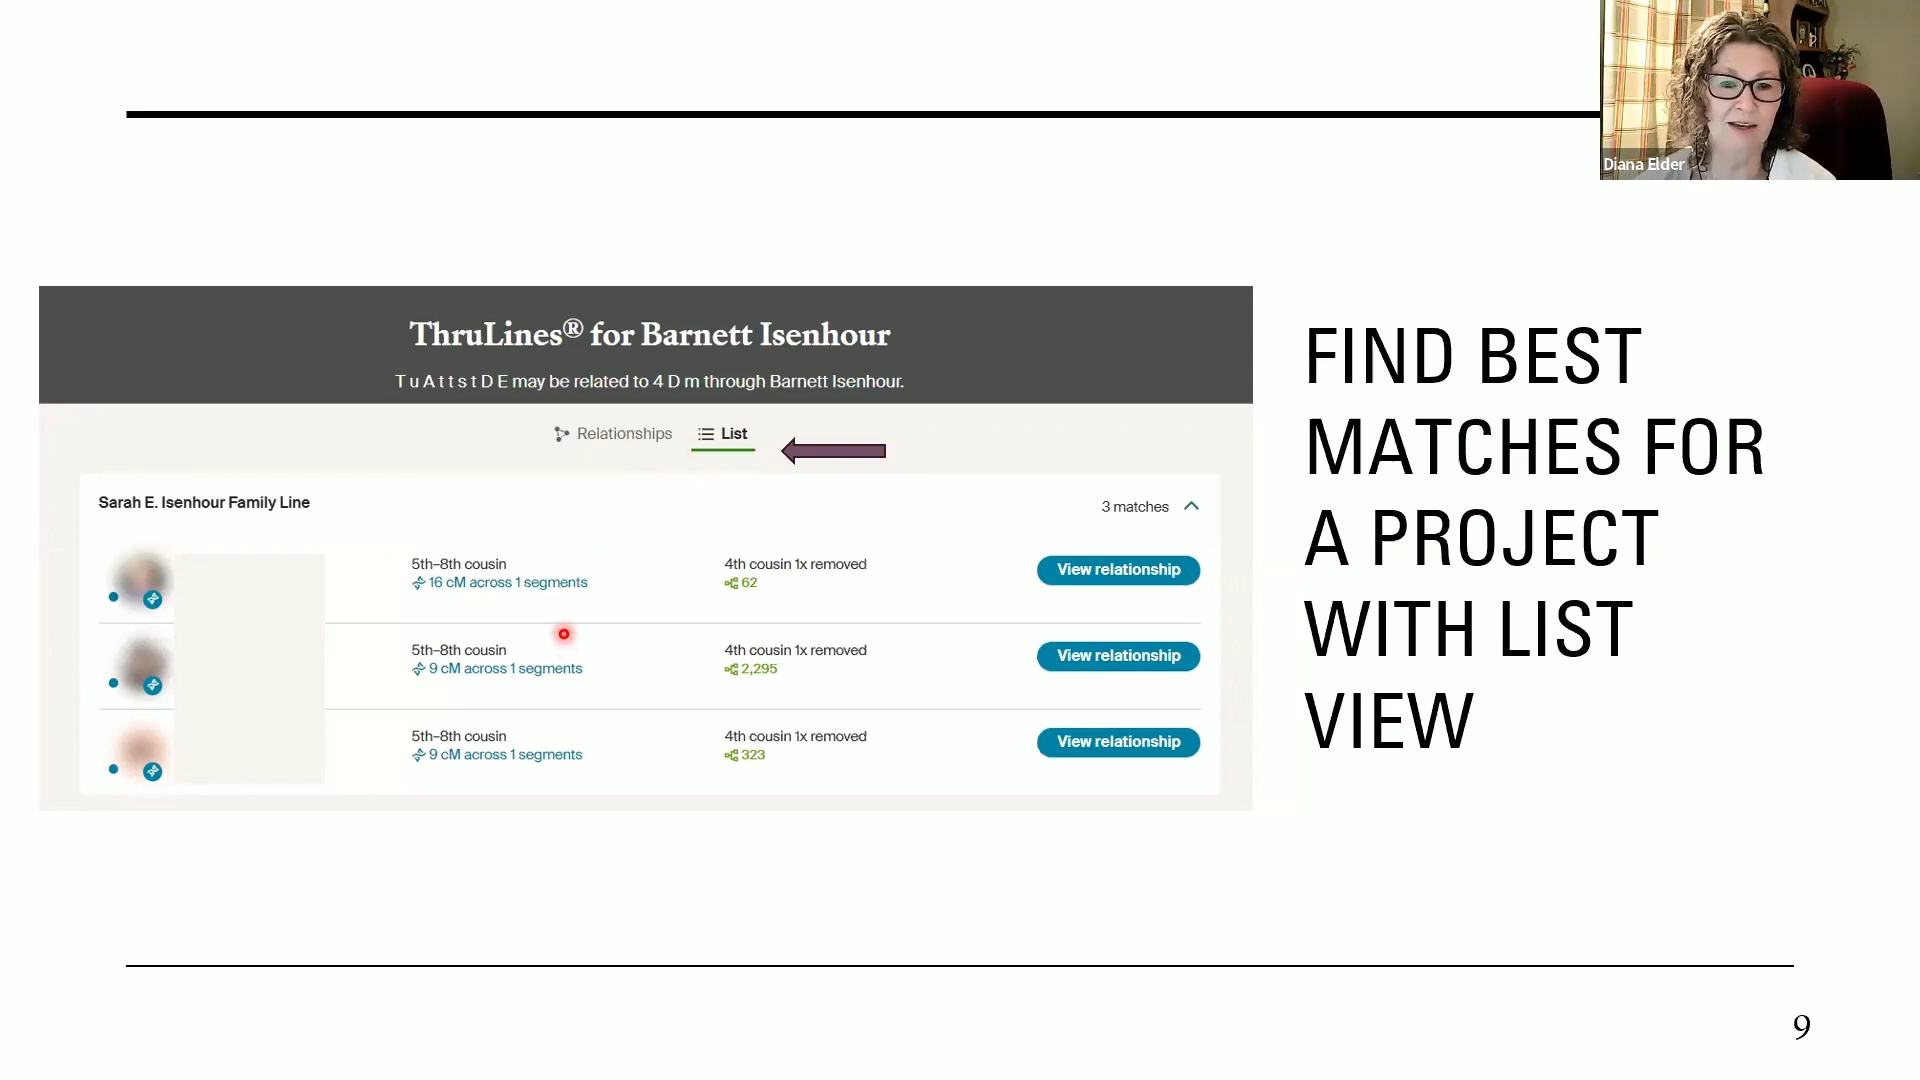 Diana Elder
ThruLines® for Barnett Isenhour
T u A t t s t D E may be related to 4 D m through Barnett Isenhour.
Relationships
List
Sarah E. Isenhour Family Line
3 matches
5th–8th cousin
16 cM across 1 segments
4th cousin 1x removed
62
View relationship
5th–8th cousin
9 cM across 1 segments
4th cousin 1x removed
2,295
View relationship
5th–8th cousin
9 cM across 1 segments
4th cousin 1x removed
323
View relationship
FIND BEST
MATCHES FOR
A PROJECT
WITH LIST
VIEW
9